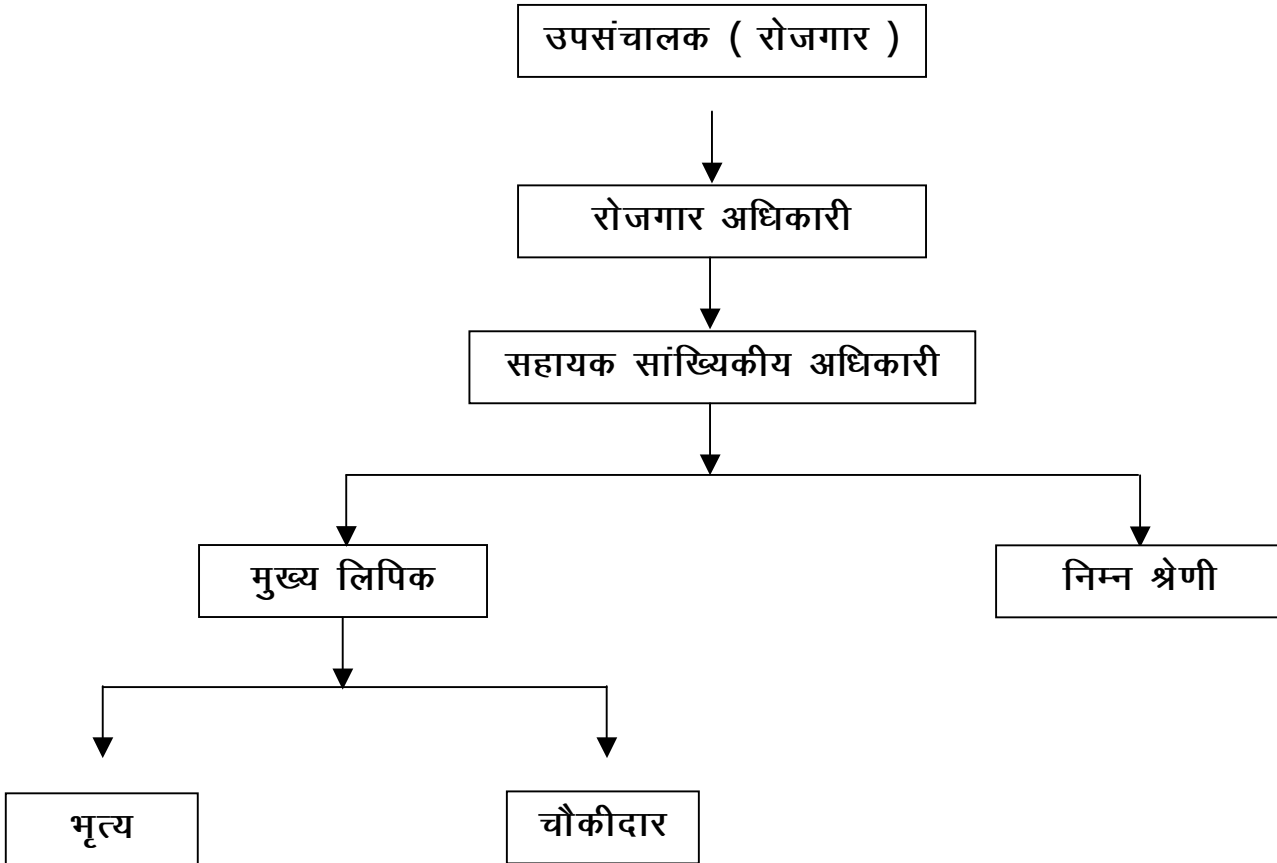 उपसंचालक ( रोजगार )
रोजगार अधिकारी
सहायक सांख्यिकीय अधिकारी
मुख्य लिपिक
निम्न श्रेणी
भृत्य
चौकीदार